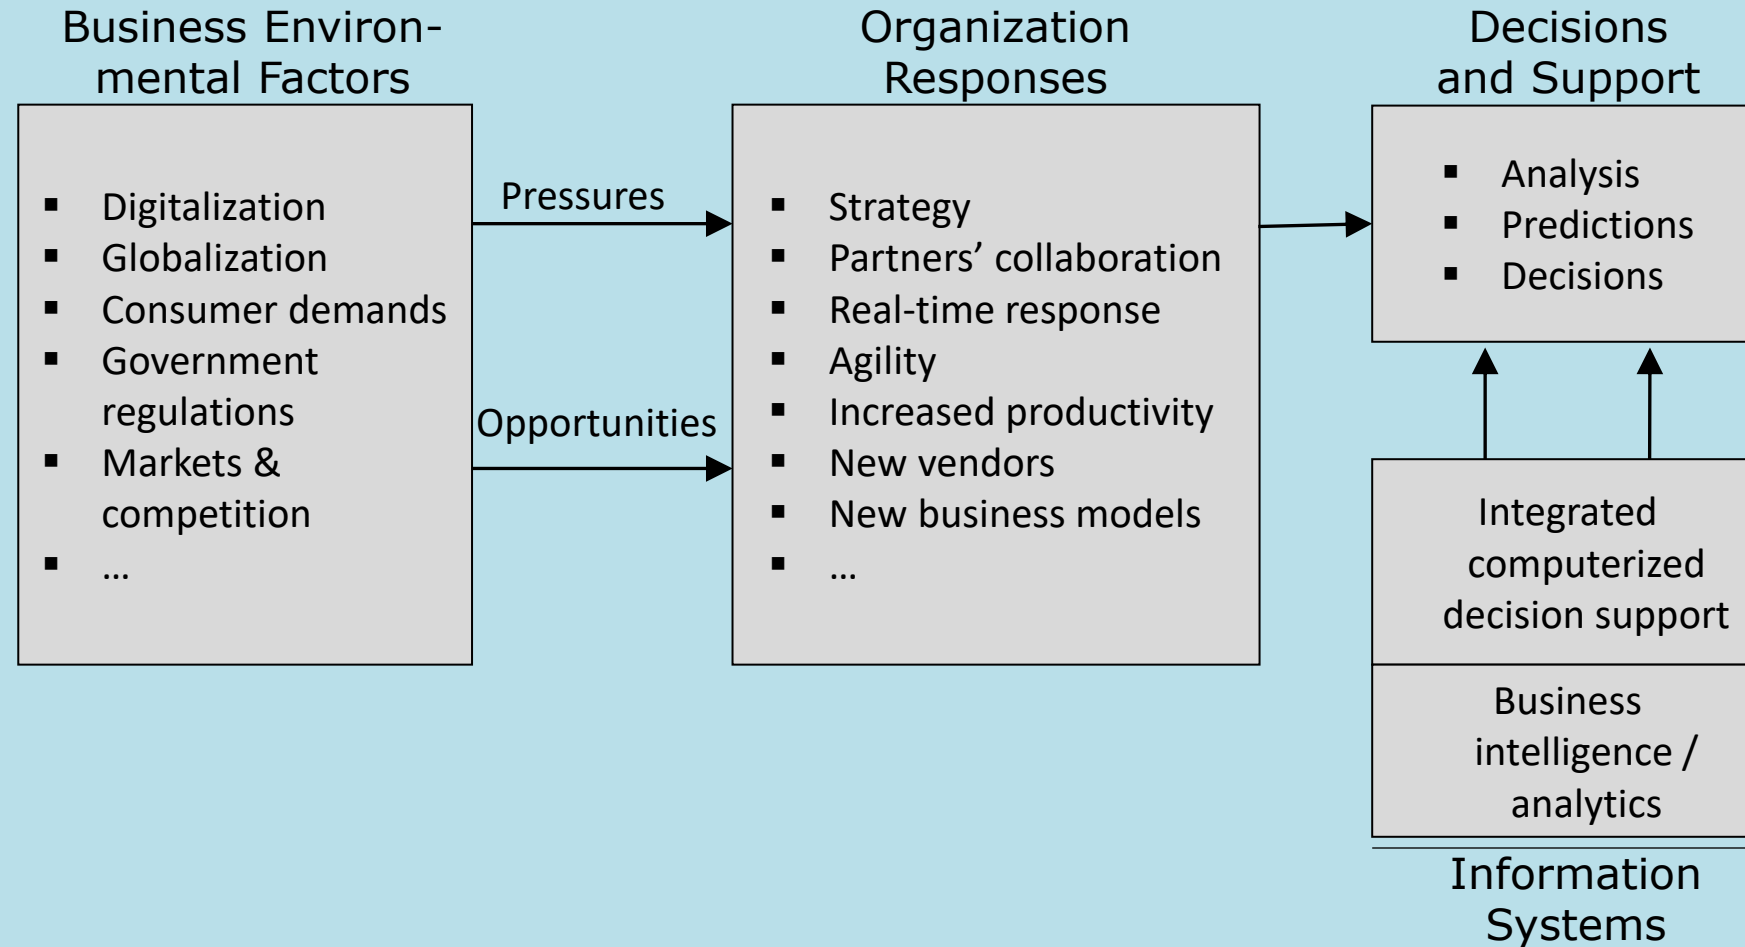 Business Environ-
mental Factors
▪ Digitalization
▪ Globalization
▪ Consumer demands
▪ Government
regulations
▪ Markets &
competition
▪ ...
Pressures
Opportunities
Organization
Responses
▪ Strategy
▪ Partners’ collaboration
▪ Real-time response
▪ Agility
▪ Increased productivity
▪ New vendors
▪ New business models
▪ ...
Decisions
and Support
▪ Analysis
▪ Predictions
▪ Decisions
Integrated
computerized
decision support
Business
intelligence /
analytics
Information
Systems